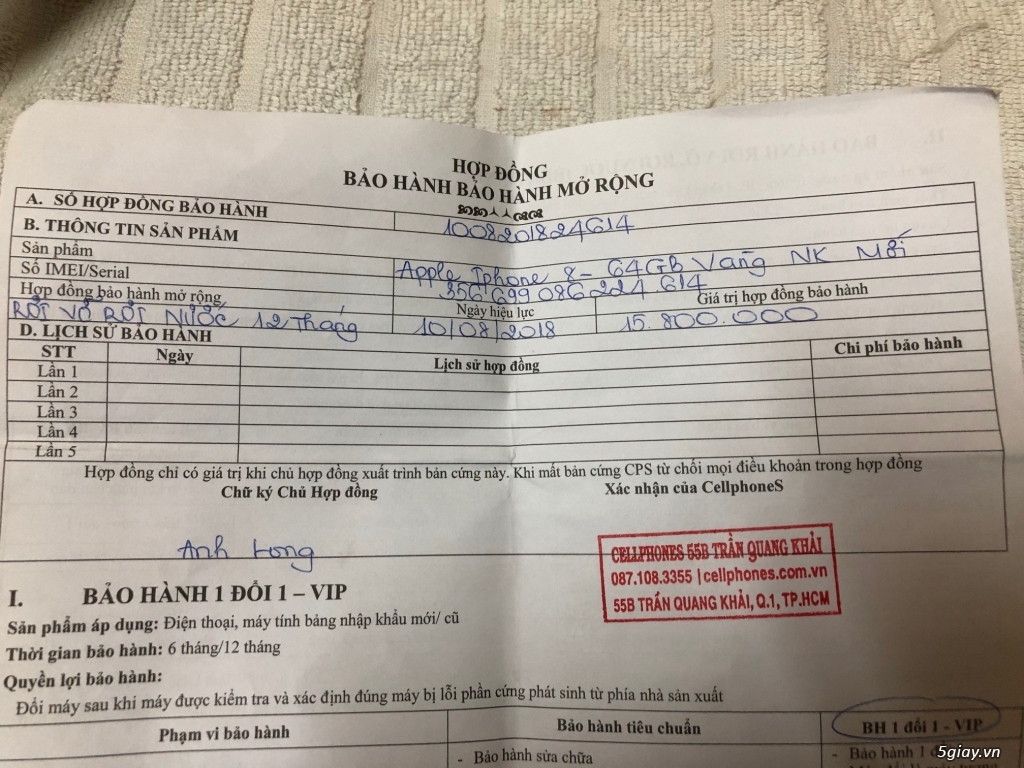 HỢP ĐỒNG
BẢO HÀNH BẢO HÀNH MỞ RỘNG
A. SỐ HỢP ĐỒNG BẢO HÀNH
10082018224614
B. THÔNG TIN SẢN PHẨM
Sản phẩm
Apple Iphone 8 - 64GB Vàng NK Mới
Số IMEI/Serial
356 699 086 224 614
Hợp đồng bảo hành mở rộng
Ngày hiệu lực
Giá trị hợp đồng bảo hành
RỚT VỠ RỚT NƯỚC 12 Tháng
10/08/2018
15.800.000
D. LỊCH SỬ BẢO HÀNH
STT Ngày Lịch sử hợp đồng Chi phí bảo hành
Lần 1
Lần 2
Lần 3
Lần 4
Lần 5
Hợp đồng chỉ có giá trị khi chủ hợp đồng xuất trình bản cứng này. Khi mất bản cứng CPS từ chối mọi điều khoản trong hợp đồng
Chữ ký Chủ Hợp đồng
Xác nhận của CellphoneS
Anh Long
CELLPHONES 55B TRẦN QUANG KHẢI
087.108.3355 | cellphones.com.vn
55B TRẦN QUANG KHẢI, Q.1, TP.HCM
I. BẢO HÀNH 1 ĐỔI 1 – VIP
Sản phẩm áp dụng: Điện thoại, máy tính bảng nhập khẩu mới/ cũ
Thời gian bảo hành: 6 tháng/12 tháng
Quyền lợi bảo hành:
Đổi máy sau khi máy được kiểm tra và xác định đúng máy bị lỗi phần cứng phát sinh từ phía nhà sản xuất
Phạm vi bảo hành
Bảo hành tiêu chuẩn
BH 1 đổi 1 - VIP
- Bảo hành sửa chữa
- Bảo hành 1
5giay.vn